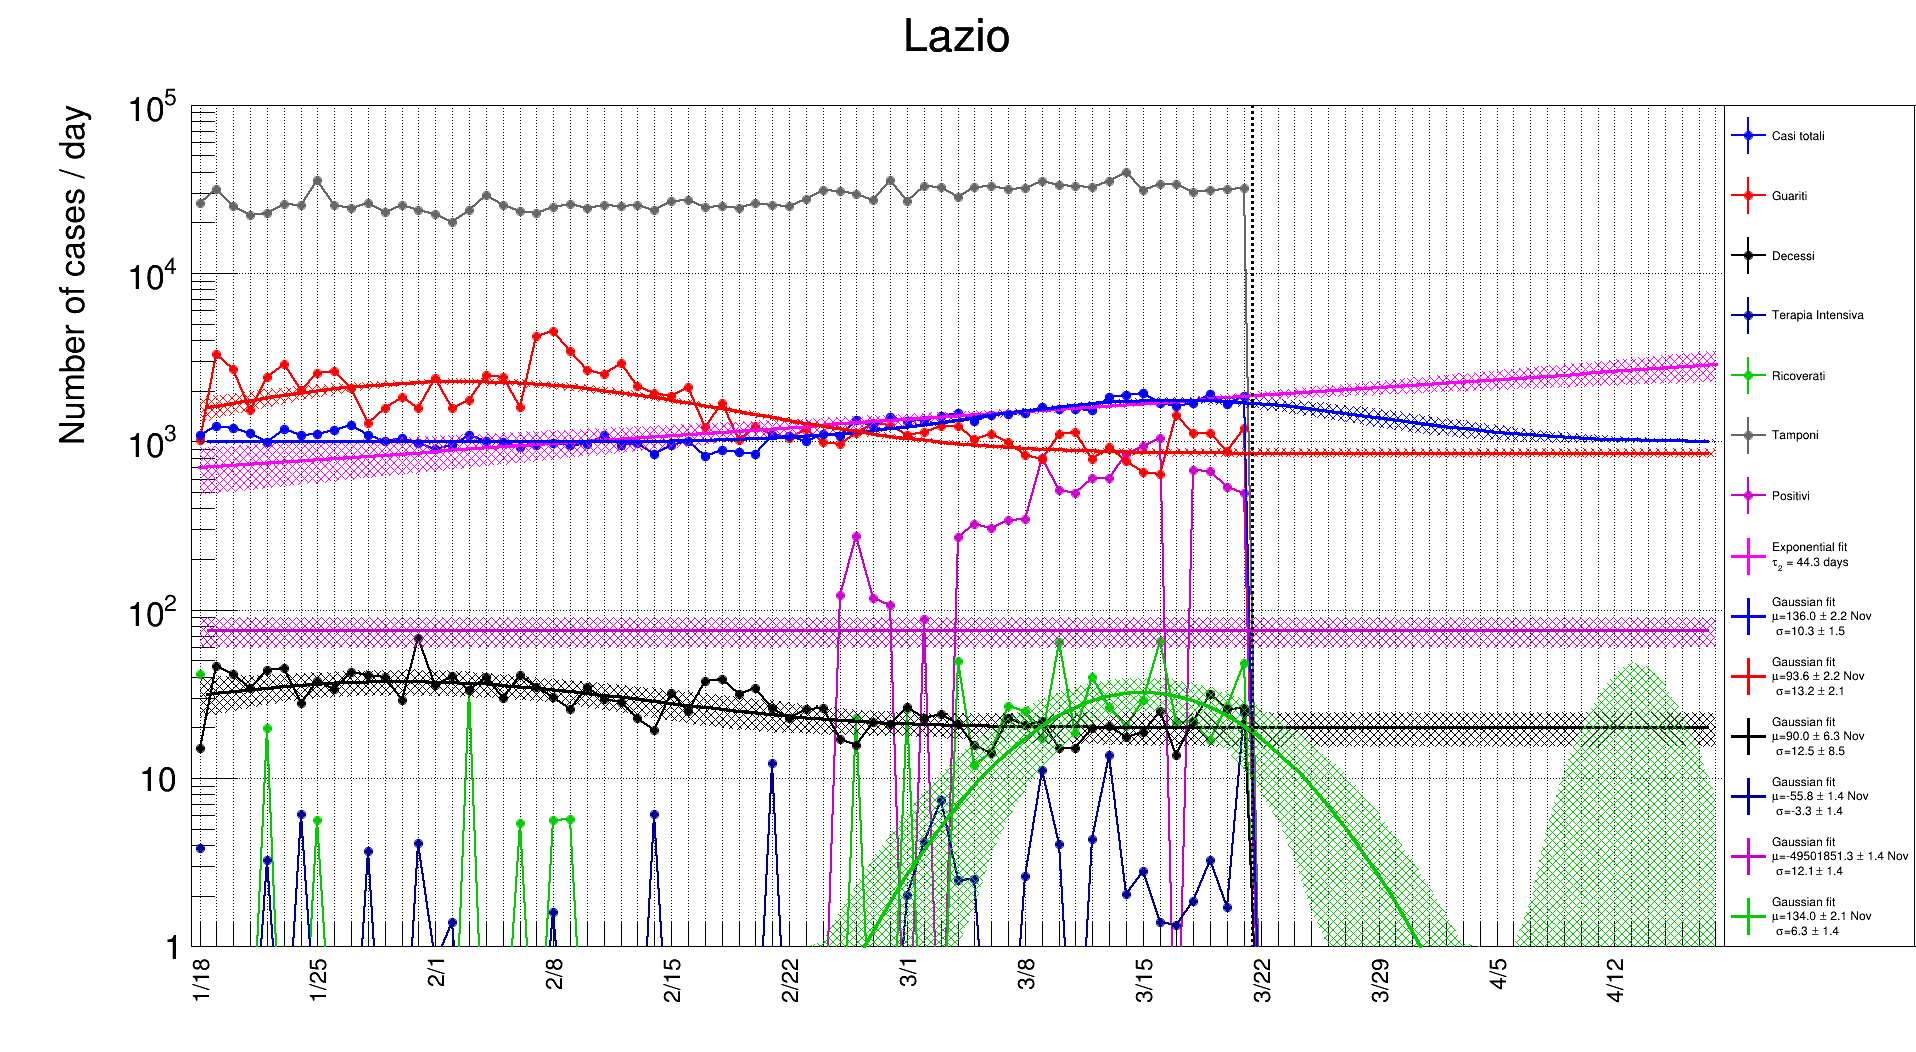 Lazio
Number of cases / day
10^5
10^4
10^3
10^2
10
1
1/18
1/25
2/1
2/8
2/15
2/22
3/1
3/8
3/15
3/22
3/29
4/5
4/12
Casi totali
Guariti
Decessi
Terapia Intensiva
Ricoverati
Tamponi
Positivi
Exponential fit
τ₂ = 44.3 days
Gaussian fit
μ=136.0 ± 2.2 Nov
σ=10.3 ± 1.5
Gaussian fit
μ=93.6 ± 2.2 Nov
σ=13.2 ± 2.1
Gaussian fit
μ=90.0 ± 6.3 Nov
σ=12.5 ± 8.5
Gaussian fit
μ=-55.8 ± 1.4 Nov
σ=-3.3 ± 1.4
Gaussian fit
μ=-49501851.3 ± 1.4 Nov
σ=12.1± 1.4
Gaussian fit
μ=134.0 ± 2.1 Nov
σ=6.3 ± 1.4